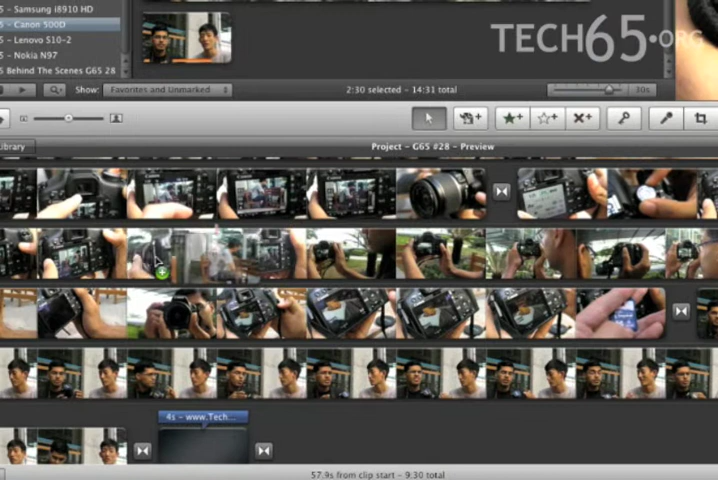 5 - Samsung i8910 HD
5 - Canon 500D
5 - Lenovo S10-2
5 - Nokia N97
5 Behind The Scenes G65 28
TECH65.ORG
Show: Favorites and Unmarked
2:30 selected - 14:31 total
30s
ibrary
Project - G65 #28 - Preview
4s - www.Tech...
57.9s from clip start - 9:30 total